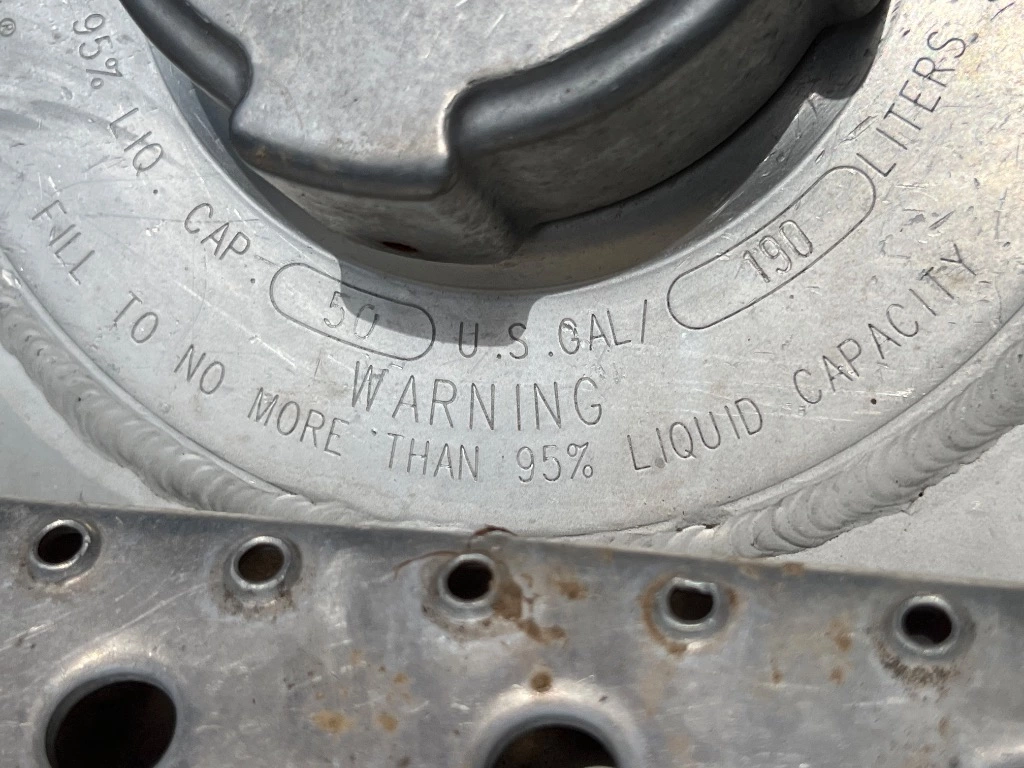 ® 95% LIQ. CAP. 50 U.S. GAL/ 190 LITERS
WARNING
FILL TO NO MORE THAN 95% LIQUID CAPACITY